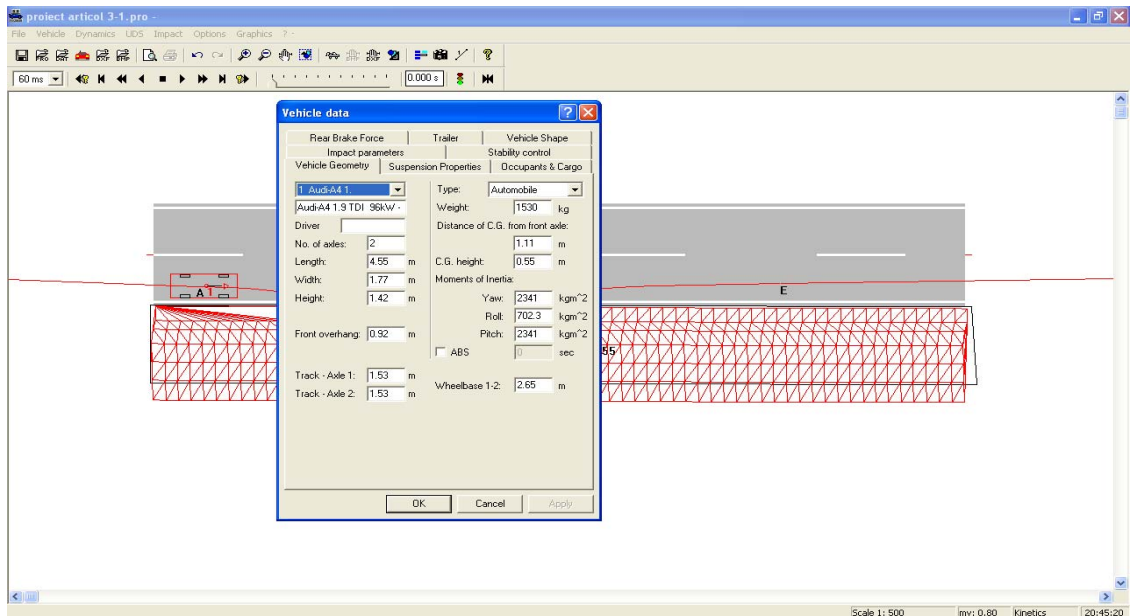 proiect articol 3-1.pro -
File Vehicle Dynamics UDS Impact Options Graphics ? -
PRO DXF DXF DXF
60 ms 0.000 s
Vehicle data
Rear Brake Force Trailer Vehicle Shape
Impact parameters Stability control
Vehicle Geometry Suspension Properties Occupants & Cargo
1 Audi-A4 1. Type: Automobile
Audi-A4 1.9 TDI 96kW - Weight: 1530 kg
Driver Distance of C.G. from front axle:
No. of axles: 2 1.11 m
Length: 4.55 m C.G. height: 0.55 m
Width: 1.77 m Moments of Inertia:
Height: 1.42 m Yaw: 2341 kgm^2
Roll: 702.3 kgm^2
Front overhang: 0.92 m Pitch: 2341 kgm^2
ABS 0 sec
Track - Axle 1: 1.53 m Wheelbase 1-2: 2.65 m
Track - Axle 2: 1.53 m
OK Cancel Apply
A 1
E
55
Scale 1: 500 my: 0.80 Kinetics 20:45:20